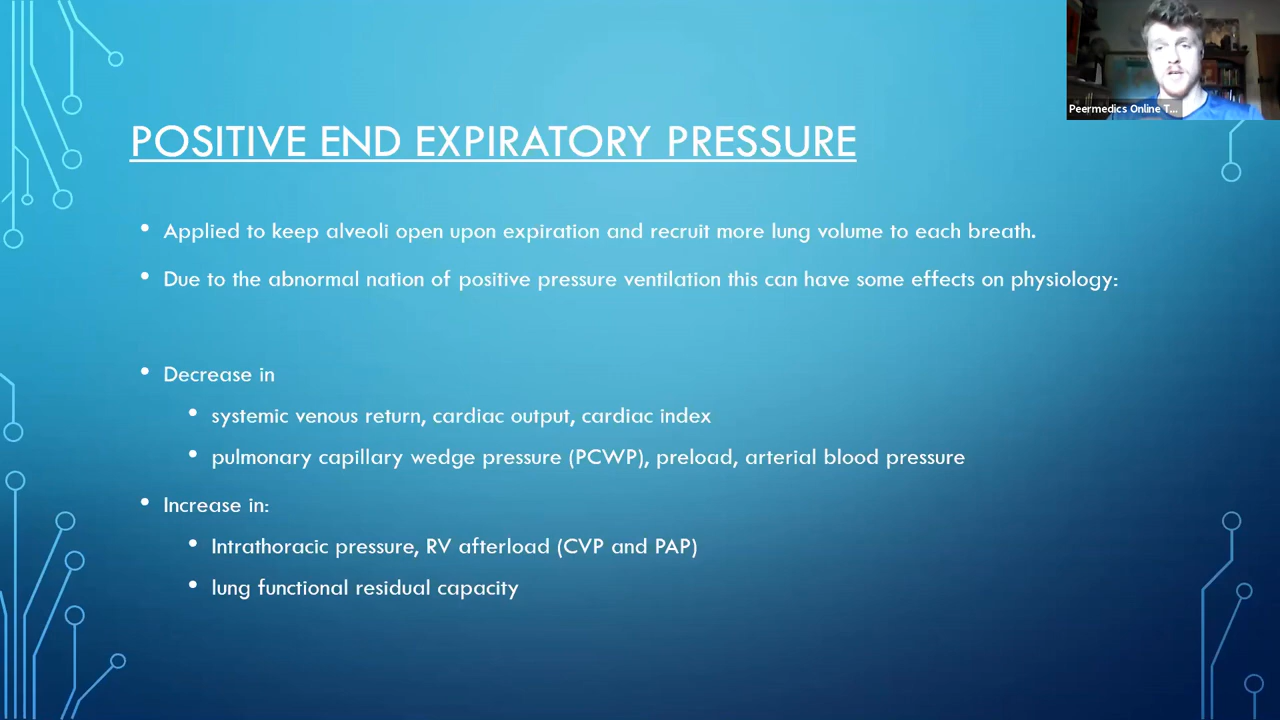 Peermedics Online T...
POSITIVE END EXPIRATORY PRESSURE
• Applied to keep alveoli open upon expiration and recruit more lung volume to each breath.
• Due to the abnormal nation of positive pressure ventilation this can have some effects on physiology:
• Decrease in
• systemic venous return, cardiac output, cardiac index
• pulmonary capillary wedge pressure (PCWP), preload, arterial blood pressure
• Increase in:
• Intrathoracic pressure, RV afterload (CVP and PAP)
• lung functional residual capacity